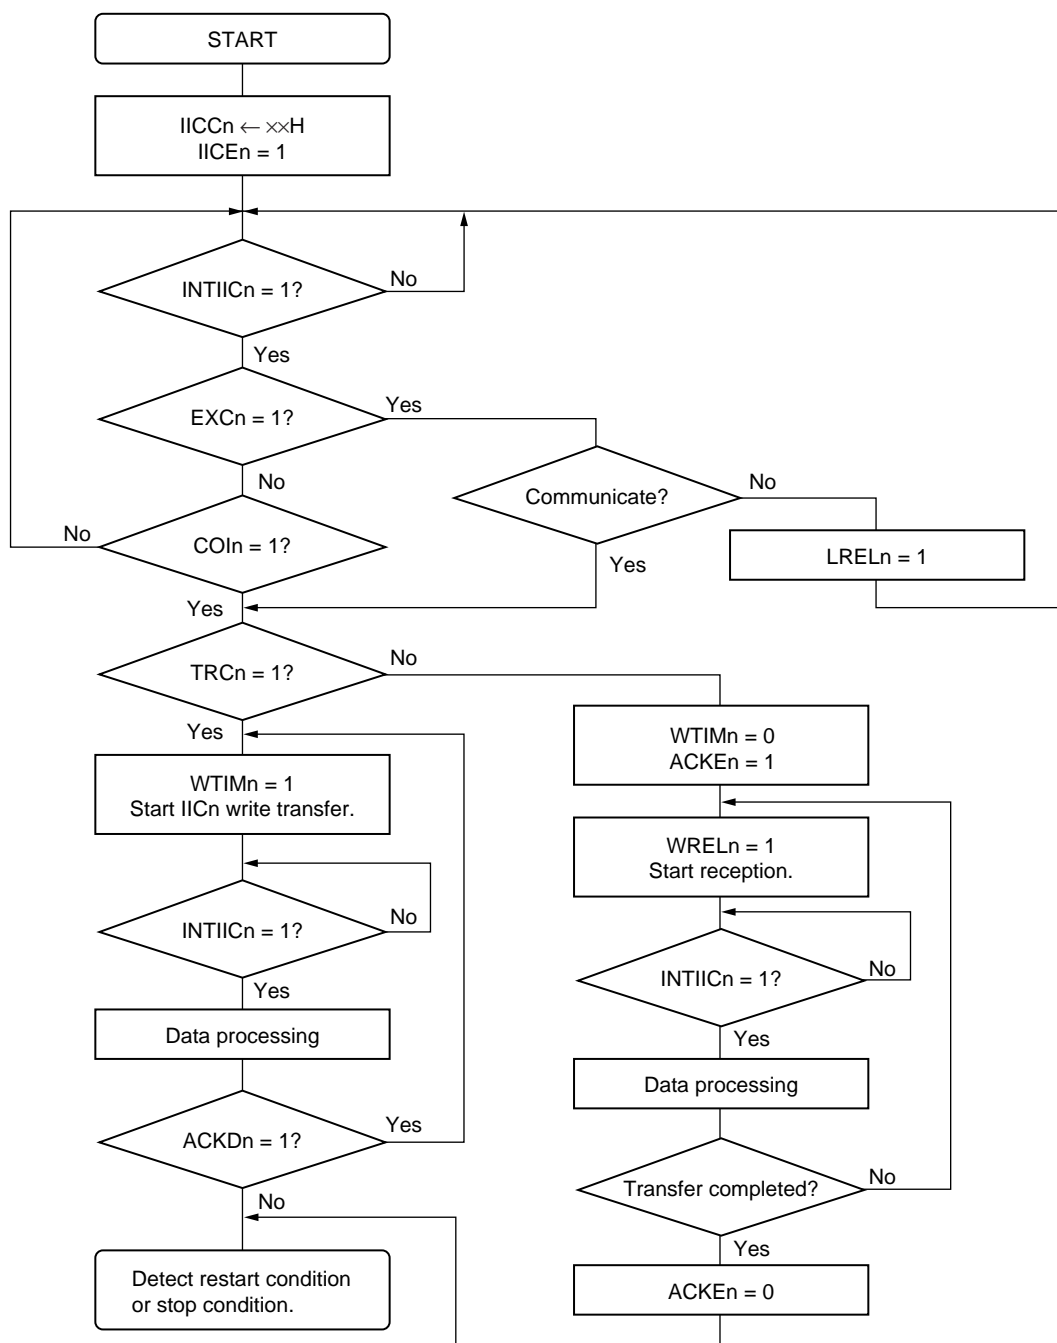 START
IICCn ← ××H
IICEn = 1
INTIICn = 1?
No
Yes
EXCn = 1?
Yes
No
Communicate?
No
Yes
LRELn = 1
COIn = 1?
No
Yes
TRCn = 1?
No
Yes
WTIMn = 0
ACKEn = 1
WTIMn = 1
Start IICn write transfer.
WRELn = 1
Start reception.
INTIICn = 1?
No
Yes
INTIICn = 1?
No
Yes
Data processing
Data processing
ACKDn = 1?
Yes
No
Transfer completed?
No
Yes
Detect restart condition
or stop condition.
ACKEn = 0